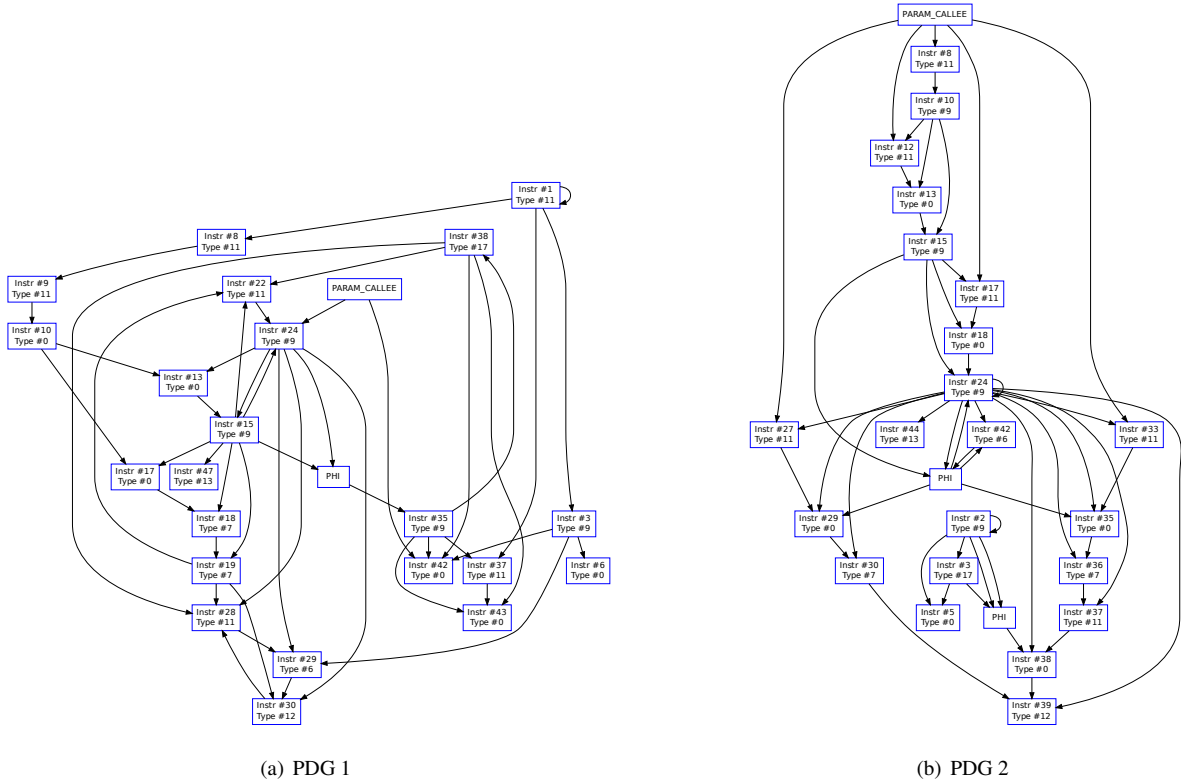 Instr #1
Type #11
Instr #8
Type #11
Instr #38
Type #17
Instr #9
Type #11
Instr #22
Type #11
PARAM_CALLEE
Instr #10
Type #0
Instr #24
Type #9
Instr #13
Type #0
Instr #15
Type #9
Instr #17
Type #0
Instr #47
Type #13
PHI
Instr #18
Type #7
Instr #35
Type #9
Instr #3
Type #9
Instr #19
Type #7
Instr #42
Type #0
Instr #37
Type #11
Instr #6
Type #0
Instr #28
Type #11
Instr #43
Type #0
Instr #29
Type #6
Instr #30
Type #12
(a) PDG 1
PARAM_CALLEE
Instr #8
Type #11
Instr #10
Type #9
Instr #12
Type #11
Instr #13
Type #0
Instr #15
Type #9
Instr #17
Type #11
Instr #18
Type #0
Instr #24
Type #9
Instr #27
Type #11
Instr #44
Type #13
Instr #42
Type #6
Instr #33
Type #11
PHI
Instr #29
Type #0
Instr #2
Type #9
Instr #35
Type #0
Instr #30
Type #7
Instr #3
Type #17
Instr #36
Type #7
Instr #5
Type #0
PHI
Instr #37
Type #11
Instr #38
Type #0
Instr #39
Type #12
(b) PDG 2